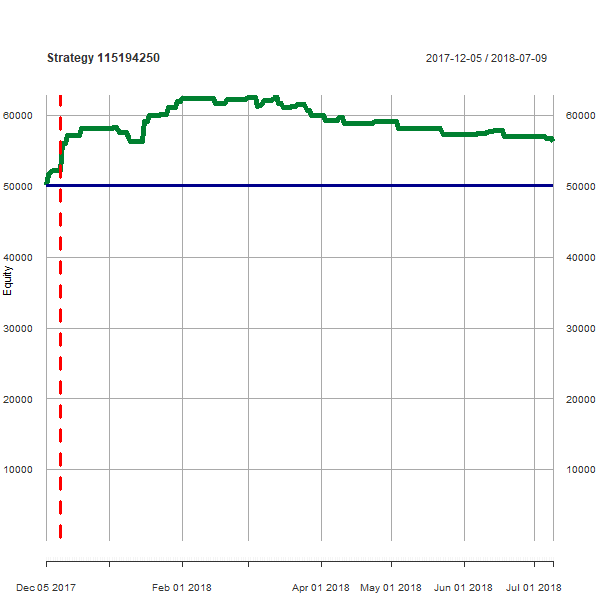 Strategy 115194250
2017-12-05 / 2018-07-09
60000
60000
50000
50000
40000
40000
Equity
30000
30000
20000
20000
10000
10000
Dec 05 2017
Feb 01 2018
Apr 01 2018
May 01 2018
Jun 01 2018
Jul 01 2018